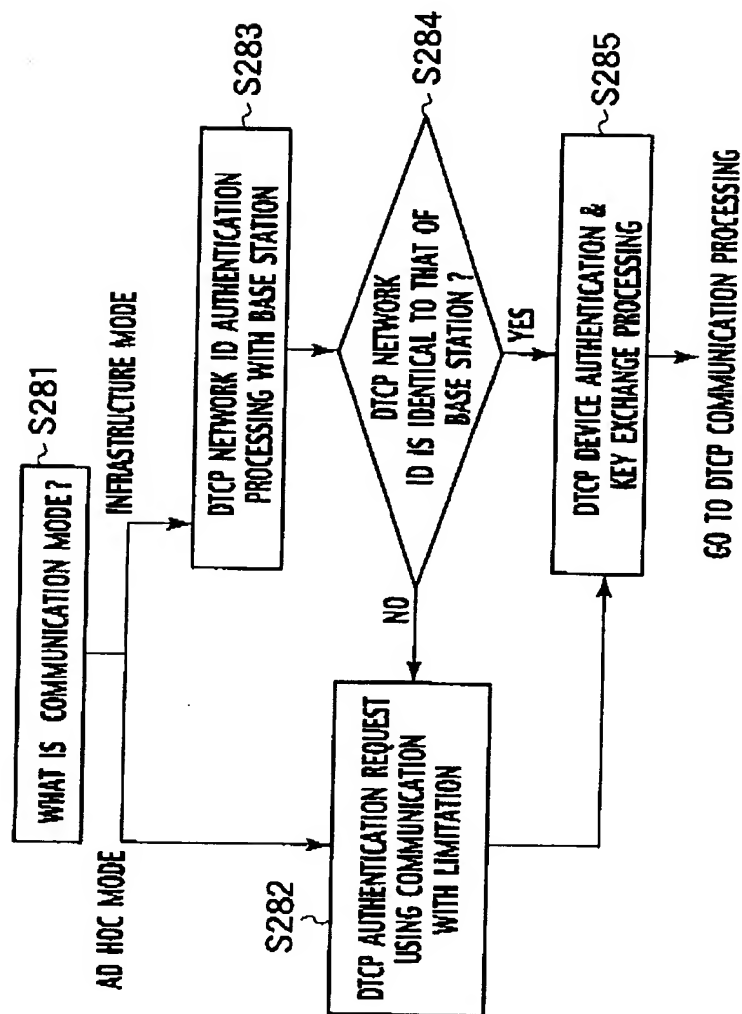 WHAT IS COMMUNICATION MODE?
S281
AD HOC MODE
INFRASTRUCTURE MODE
S283
DTCP NETWORK ID AUTHENTICATION
PROCESSING WITH BASE STATION
S284
DTCP NETWORK
ID IS IDENTICAL TO THAT OF
BASE STATION ?
NO
YES
S282
DTCP AUTHENTICATION REQUEST
USING COMMUNICATION
WITH LIMITATION
S285
DTCP DEVICE AUTHENTICATION &
KEY EXCHANGE PROCESSING
GO TO DTCP COMMUNICATION PROCESSING